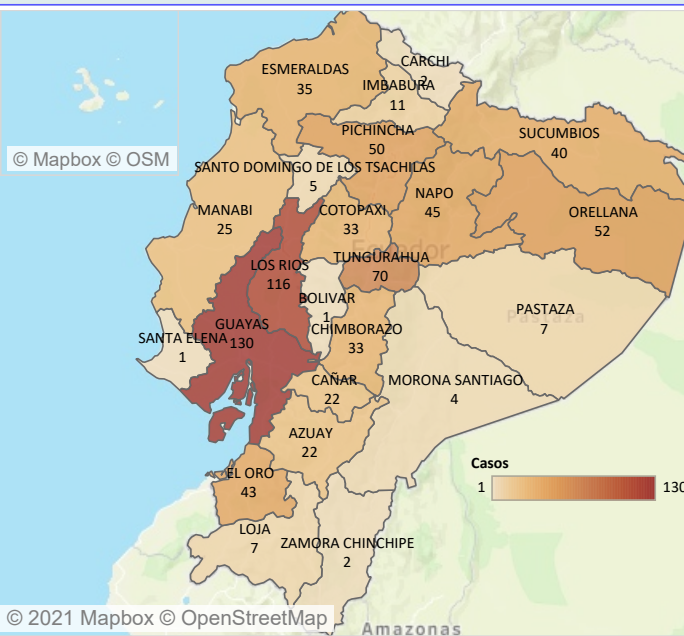 CARCHI
2
ESMERALDAS
35
IMBABURA
11
© Mapbox © OSM
PICHINCHA
50
SUCUMBIOS
40
SANTO DOMINGO DE LOS TSACHILAS
5
NAPO
45
MANABI
25
COTOPAXI
33
ORELLANA
52
Ecuador
TUNGURAHUA
70
LOS RIOS
116
BOLIVAR
1
PASTAZA
7
Pastaza
GUAYAS
130
CHIMBORAZO
33
SANTA ELENA
1
CAÑAR
22
MORONA SANTIAGO
4
AZUAY
22
Casos
1
130
EL ORO
43
LOJA
7
ZAMORA CHINCHIPE
2
© 2021 Mapbox © OpenStreetMap
Amazonas